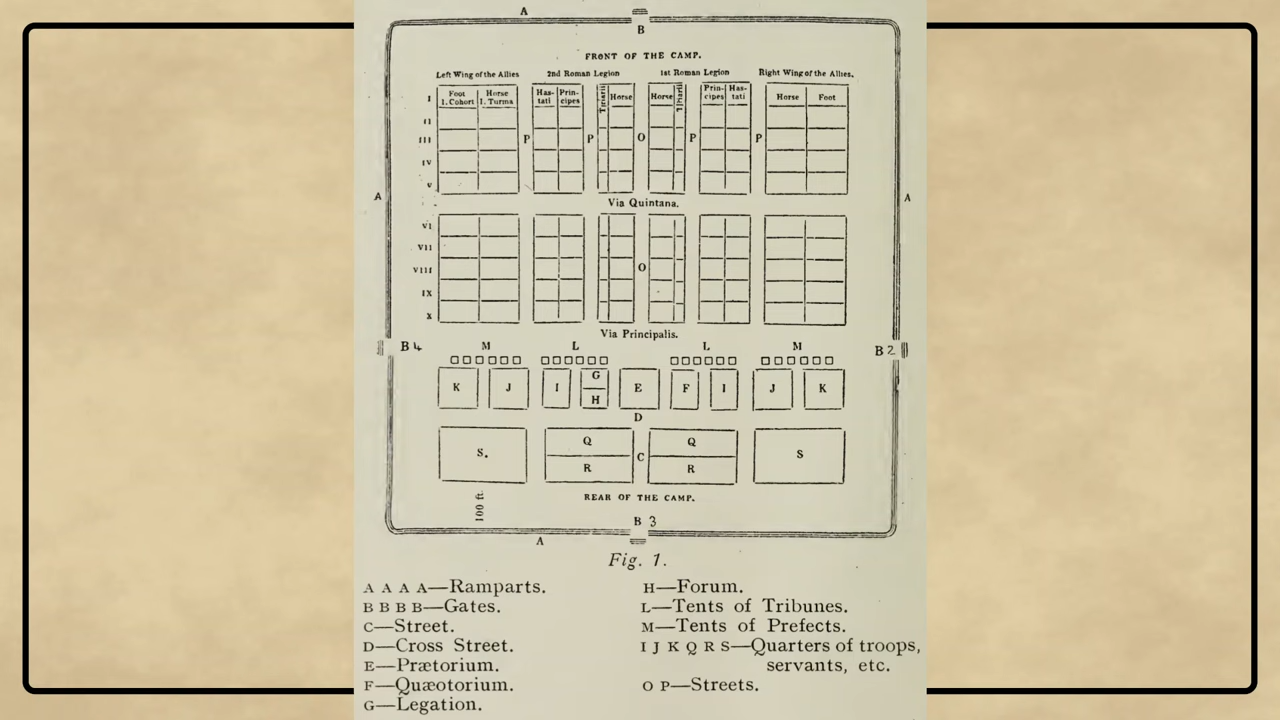 A
B
FRONT OF THE CAMP.
Left Wing of the Allies 2nd Roman Legion 1st Roman Legion Right Wing of the Allies.
Foot 1. Cohort Horse 1. Turma Has-tati Prin-cipes Triarii Horse Horse Triarii Prin-cipes Has-tati Horse Foot
I
II
III P P O P P
IV
V
A A
Via Quintana.
VI
VII
VIII O
IX
X
Via Principalis.
B 4 M L L M B 2
K J I G E F I J K
H
D
S. Q Q S
C
R R
REAR OF THE CAMP.
100 ft.
B 3
A
Fig. 1.
A A A A—Ramparts.
B B B B—Gates.
C—Street.
D—Cross Street.
E—Prætorium.
F—Quæotorium.
G—Legation.
H—Forum.
L—Tents of Tribunes.
M—Tents of Prefects.
I J K Q R S—Quarters of troops,
servants, etc.
O P—Streets.